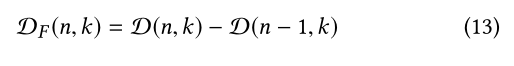 𝒟_F(n, k) = 𝒟(n, k) − 𝒟(n − 1, k) (13)